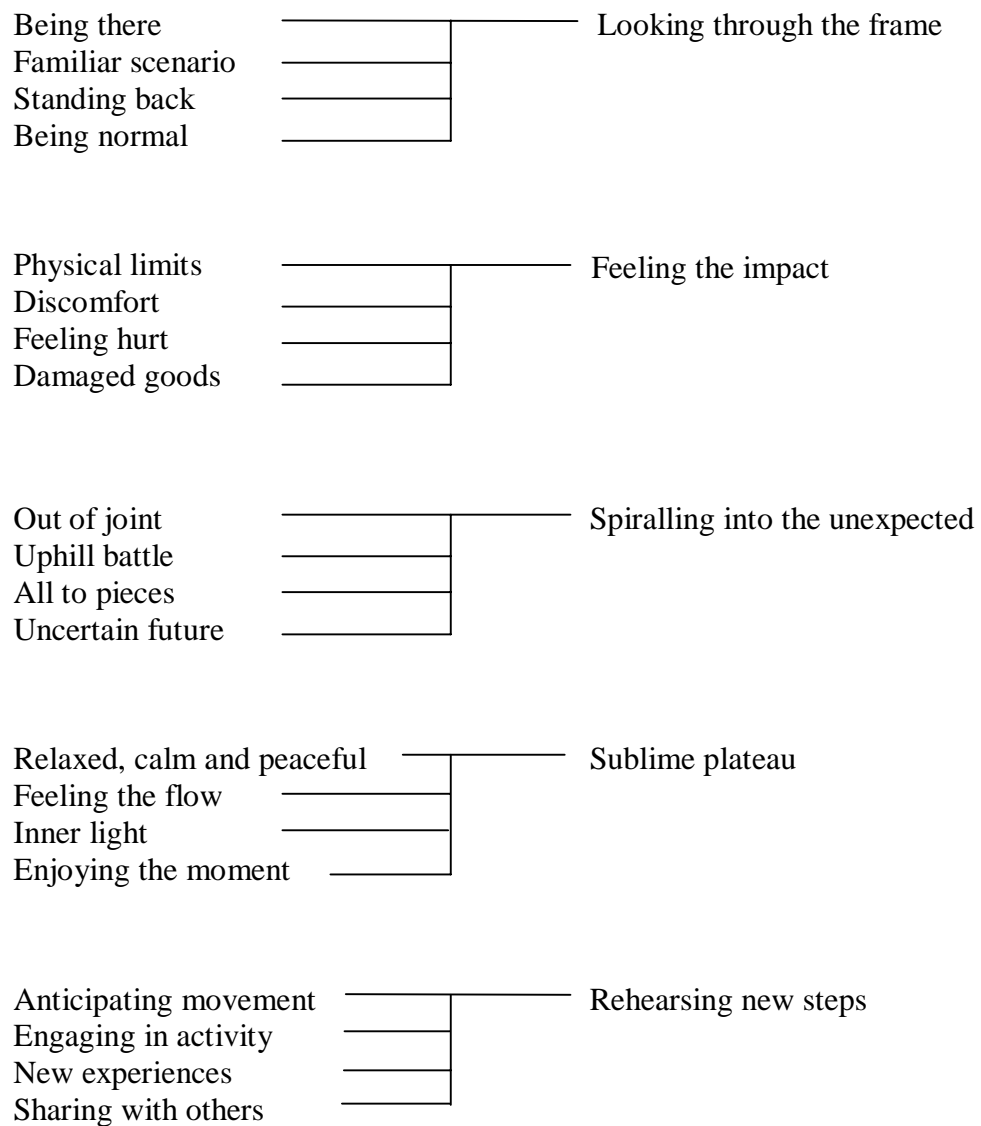 Being there Looking through the frame
Familiar scenario
Standing back
Being normal
Physical limits Feeling the impact
Discomfort
Feeling hurt
Damaged goods
Out of joint Spiralling into the unexpected
Uphill battle
All to pieces
Uncertain future
Relaxed, calm and peaceful Sublime plateau
Feeling the flow
Inner light
Enjoying the moment
Anticipating movement Rehearsing new steps
Engaging in activity
New experiences
Sharing with others